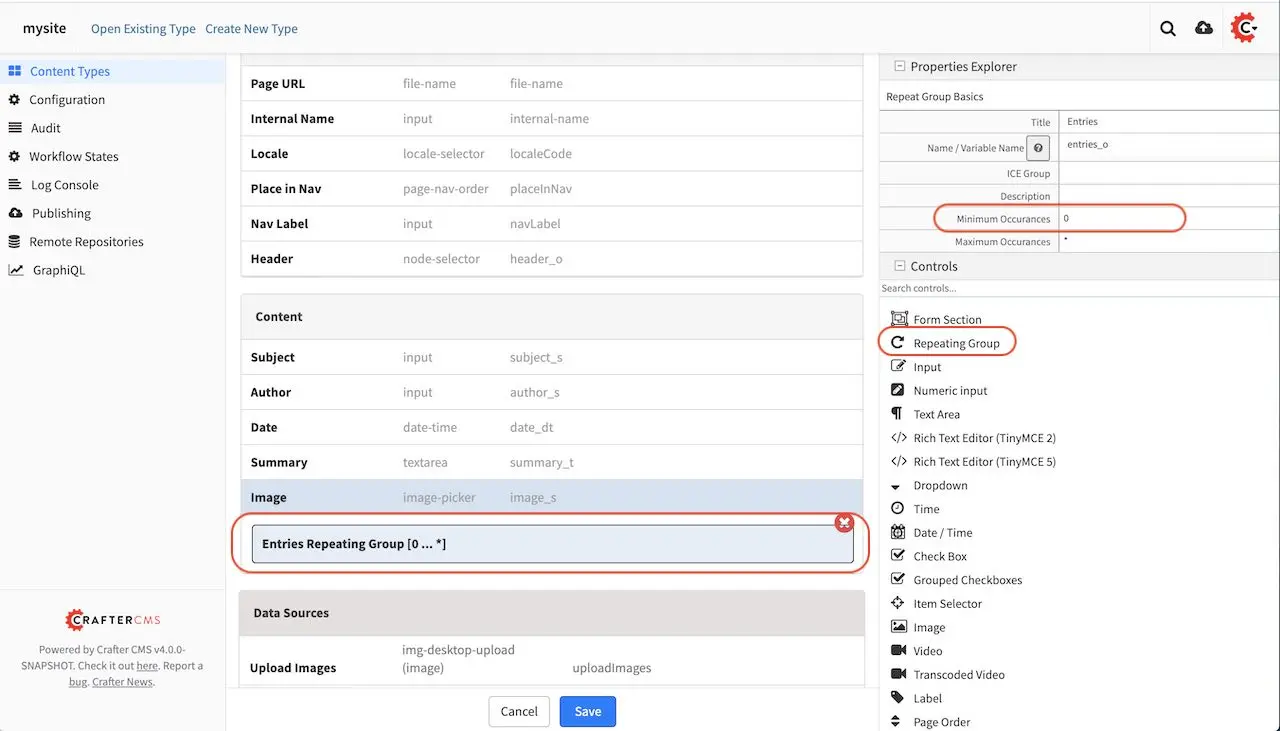 mysite Open Existing Type Create New Type
Content Types
Configuration
Audit
Workflow States
Log Console
Publishing
Remote Repositories
GraphiQL
CRAFTERCMS
Powered by Crafter CMS v4.0.0-
SNAPSHOT. Check it out here. Report a
bug. Crafter News.
Page URL file-name file-name
Internal Name input internal-name
Locale locale-selector localeCode
Place in Nav page-nav-order placeInNav
Nav Label input navLabel
Header node-selector header_o
Content
Subject input subject_s
Author input author_s
Date date-time date_dt
Summary textarea summary_t
Image image-picker image_s
Entries Repeating Group [0 ... *]
Data Sources
Upload Images img-desktop-upload (image) uploadImages
Cancel Save
Properties Explorer
Repeat Group Basics
Title Entries
Name / Variable Name ? entries_o
ICE Group
Description
Minimum Occurances 0
Maximum Occurances *
Controls
Search controls...
Form Section
Repeating Group
Input
Numeric input
Text Area
Rich Text Editor (TinyMCE 2)
Rich Text Editor (TinyMCE 5)
Dropdown
Time
Date / Time
Check Box
Grouped Checkboxes
Item Selector
Image
Video
Transcoded Video
Label
Page Order